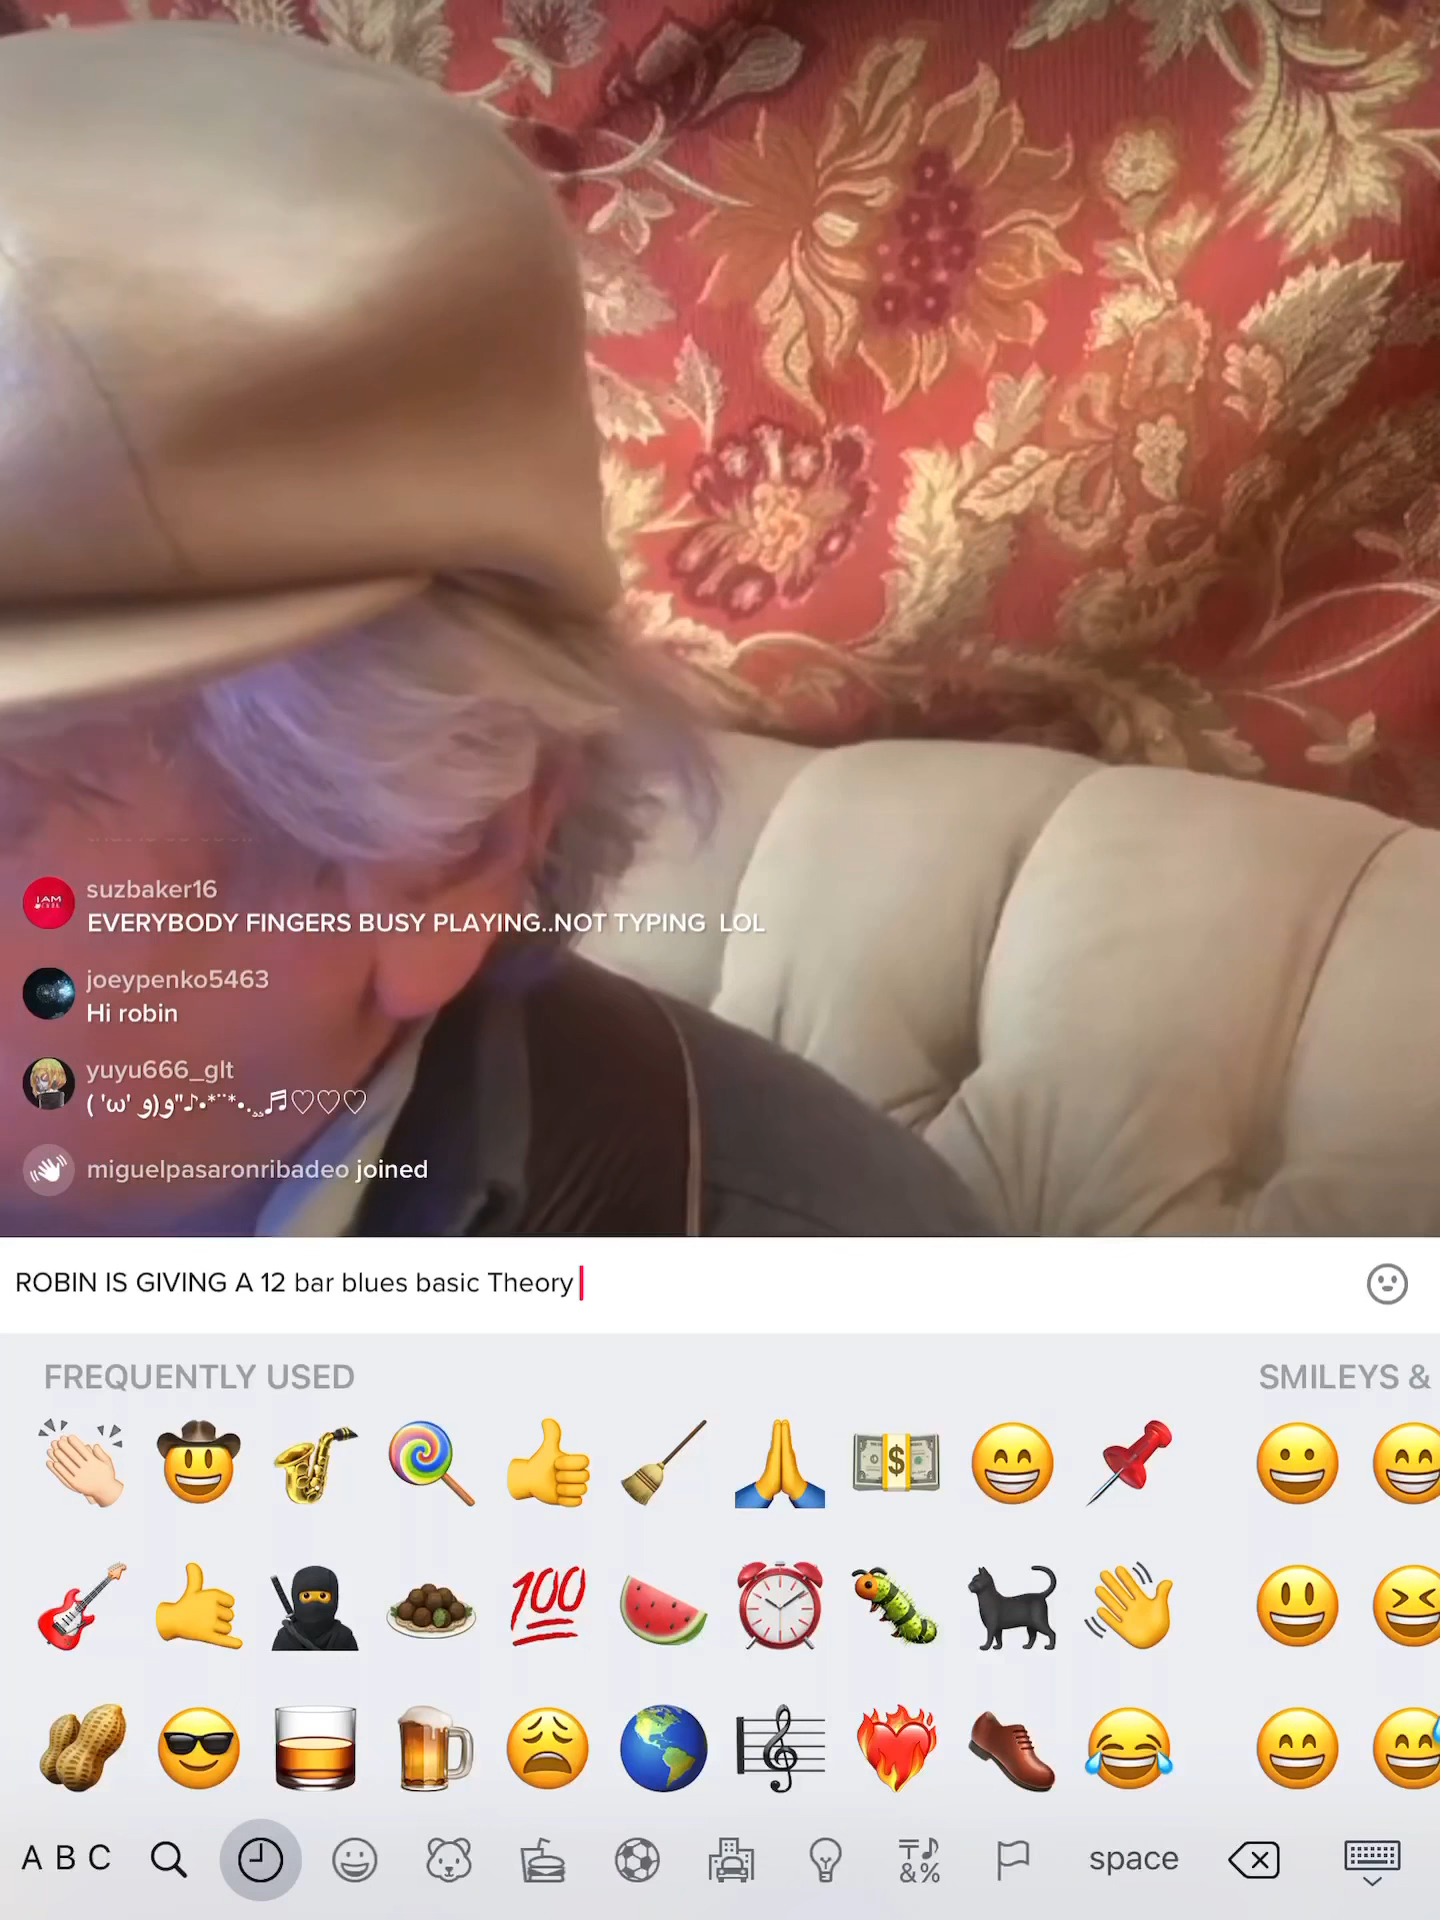 suzbaker16
EVERYBODY FINGERS BUSY PLAYING..NOT TYPING LOL
joeypenko5463
Hi robin
yuyu666_glt
( 'ω' و)و"♪•*¨*•.¸¸♬♡♡♡
miguelpasaronribadeo joined
ROBIN IS GIVING A 12 bar blues basic Theory
FREQUENTLY USED
SMILEYS &
ABC
space